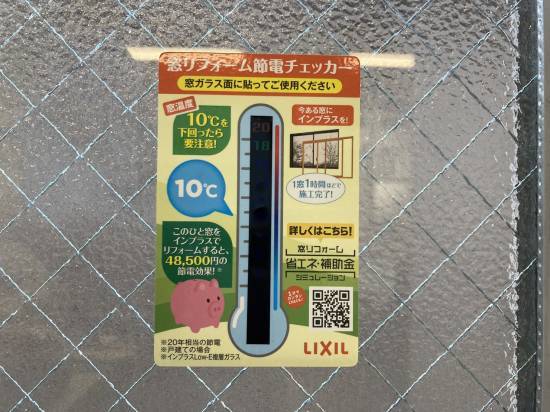 窓リフォーム節電チェッカー
窓ガラス面に貼ってご使用ください
窓温度
10℃を
下回ったら
要注意!
今ある窓に
インプラスを!
20
18
10℃
1窓1時間ほどで
施工完了!
このひと窓を
インプラスで
リフォームすると、
48,500円の
節電効果!※
詳しくはこちら!
窓リフォーム
省エネ・補助金
シミュレーション
※20年相当の節電
※戸建ての場合
※インプラスLow-E複層ガラス
LIXIL